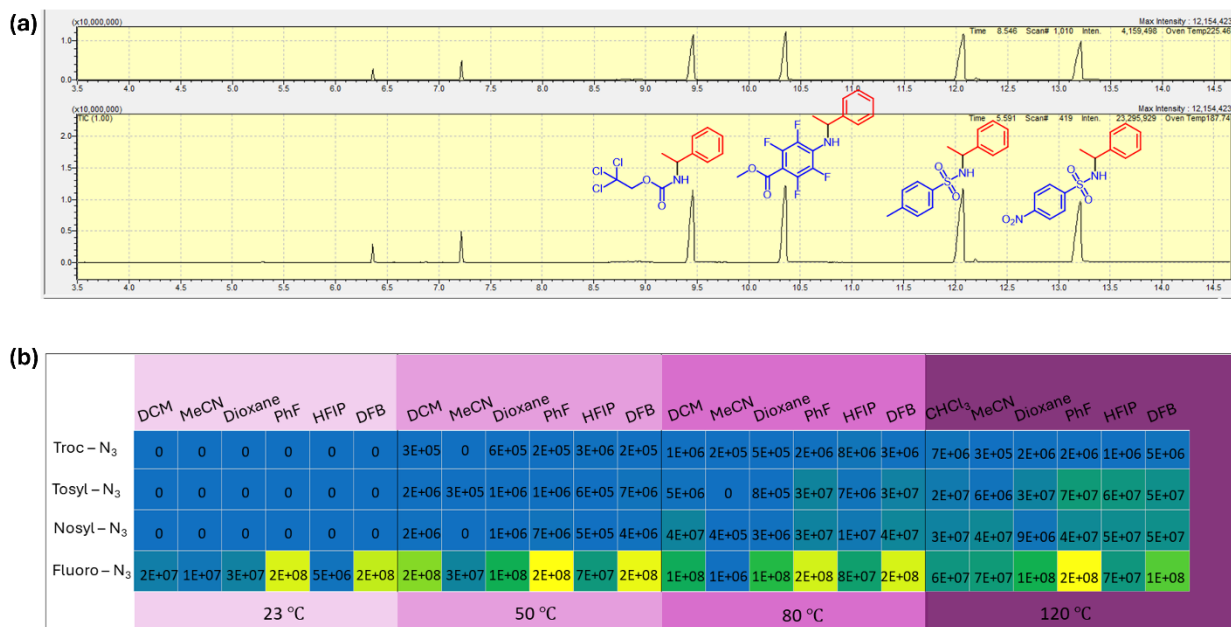 (a)
(x10,000,000)
Max Intensity : 12,154,423
Time 8.546 Scan# 1,010 Inten. 4,159,498 Oven Temp 225.46
1.0
0.0
4.0 4.5 5.0 5.5 6.0 6.5 7.0 7.5 8.0 8.5 9.0 9.5 10.0 10.5 11.0 11.5 12.0 12.5 13.0 13.5 14.0 14.5
(x10,000,000)
Max Intensity : 12,154,423
TIC (1.00)
Time 5.591 Scan# 419 Inten. 23,295,929 Oven Temp 187.74
2.0
1.5
1.0
0.5
0.0
Cl
Cl
Cl
O
O
N
H
F
F
F
F
HN
O
O
O
S
O
NH
O2N
O
S
O
NH
4.0 4.5 5.0 5.5 6.0 6.5 7.0 7.5 8.0 8.5 9.0 9.5 10.0 10.5 11.0 11.5 12.0 12.5 13.0 13.5 14.0 14.5
(b)
DCM MeCN Dioxane PhF HFIP DFB DCM MeCN Dioxane PhF HFIP DFB DCM MeCN Dioxane PhF HFIP DFB CHCl3 MeCN Dioxane PhF HFIP DFB
Troc – N3 0 0 0 0 0 0 3E+05 0 6E+05 2E+05 3E+06 2E+05 1E+06 2E+05 5E+05 2E+06 8E+06 3E+06 7E+06 3E+05 2E+06 2E+06 1E+06 5E+06
Tosyl – N3 0 0 0 0 0 0 2E+06 3E+05 1E+06 1E+06 6E+05 7E+06 5E+06 0 8E+05 3E+07 7E+06 3E+07 2E+07 6E+06 3E+07 7E+07 6E+07 5E+07
Nosyl – N3 0 0 0 0 0 0 2E+06 0 1E+06 7E+06 5E+05 4E+06 4E+07 4E+05 3E+06 3E+07 1E+07 4E+07 3E+07 4E+07 9E+06 4E+07 5E+07 5E+07
Fluoro – N3 2E+07 1E+07 3E+07 2E+08 5E+06 2E+08 2E+08 3E+07 1E+08 2E+08 7E+07 2E+08 1E+08 1E+06 1E+08 2E+08 8E+07 2E+08 6E+07 7E+07 1E+08 2E+08 7E+07 1E+08
23 ℃ 50 ℃ 80 ℃ 120 ℃